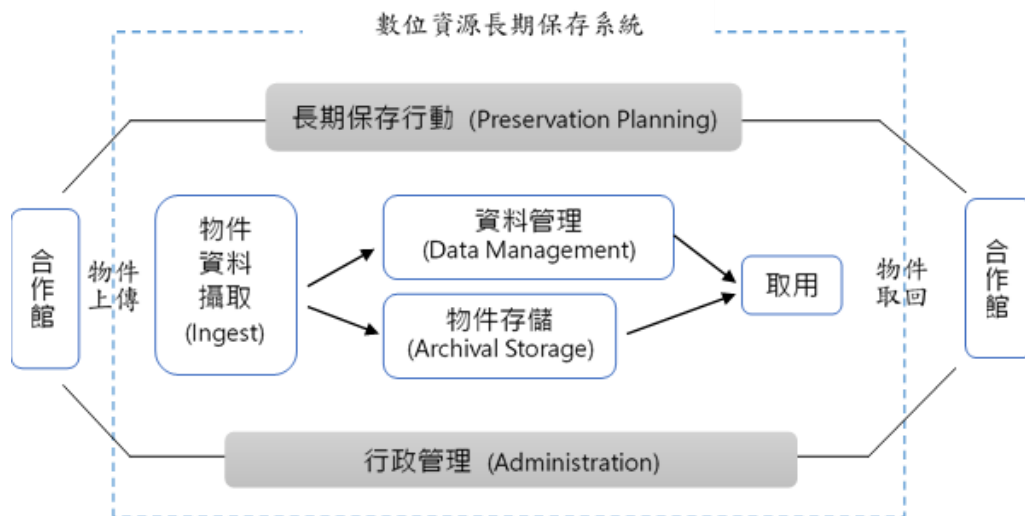 數位資源長期保存系統
長期保存行動 (Preservation Planning)
合
作
館
物件
上傳
物件
資料
攝取
(Ingest)
資料管理
(Data Management)
物件存儲
(Archival Storage)
取用
物件
取回
合
作
館
行政管理 (Administration)